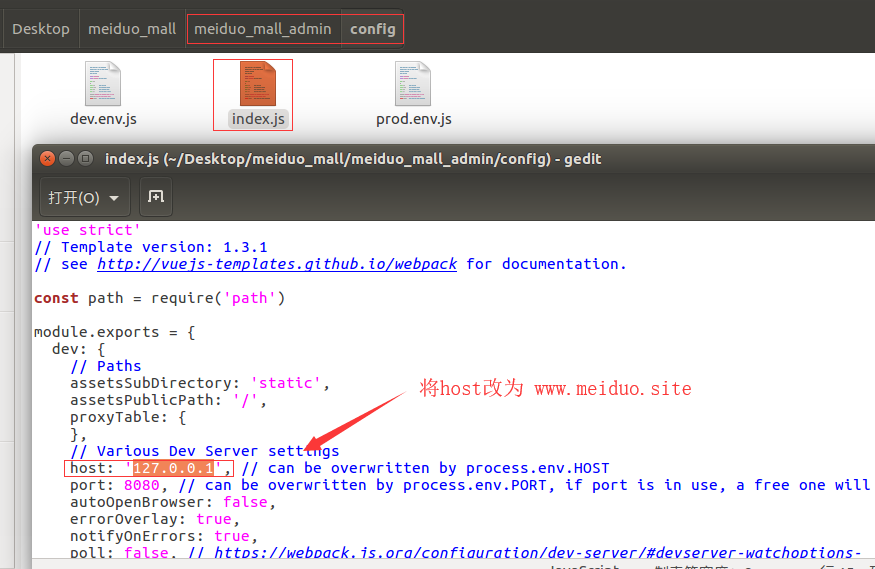 Desktop meiduo_mall meiduo_mall_admin config
dev.env.js index.js prod.env.js
index.js (~/Desktop/meiduo_mall/meiduo_mall_admin/config) - gedit
打开(O)
'use strict'
// Template version: 1.3.1
// see http://vuejs-templates.github.io/webpack for documentation.
const path = require('path')
module.exports = {
dev: {
// Paths
assetsSubDirectory: 'static',
assetsPublicPath: '/',
proxyTable: {
},
将host改为 www.meiduo.site
// Various Dev Server settings
host: '127.0.0.1', // can be overwritten by process.env.HOST
port: 8080, // can be overwritten by process.env.PORT, if port is in use, a free one will
autoOpenBrowser: false,
errorOverlay: true,
notifyOnErrors: true,
poll: false, // https://webpack.js.org/configuration/dev-server/#devserver-watchoptions-